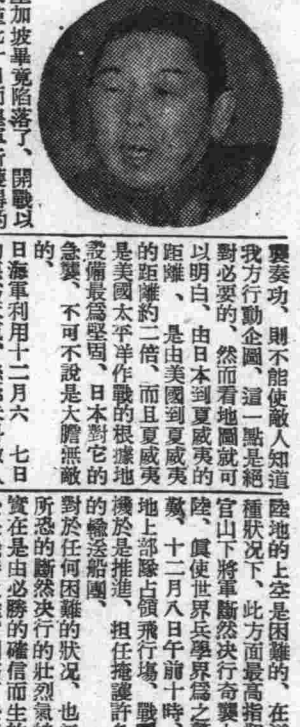 加坡畢竟陷落了、開戰以
襲奏功、則不能使敵人知道
我方行動企圖、這一點是絕
對必要的、然而看地圖就可
以明白、由日本到夏威夷的
距離、是由美國到夏威夷
的距離約二倍、而且夏威夷
是美國太平洋作戰的根據地
設備最為堅固、日本對它的
急襲、不可不說是大膽無敵
的、
日海軍利用十二月六 七日
陸地的上空是困難的、在
種狀況下、此方面最高指
官山下將軍斷然決行奇襲
陸、眞使世界兵學界爲之
歎、十二月八日午前十時
地上部隊占領飛行場、戰
機於是推進、担任掩護許
的輸送船團、
對於任何困難的狀況、也
所恐的斷然決行的壯烈氣
實在是由必勝的確信而生